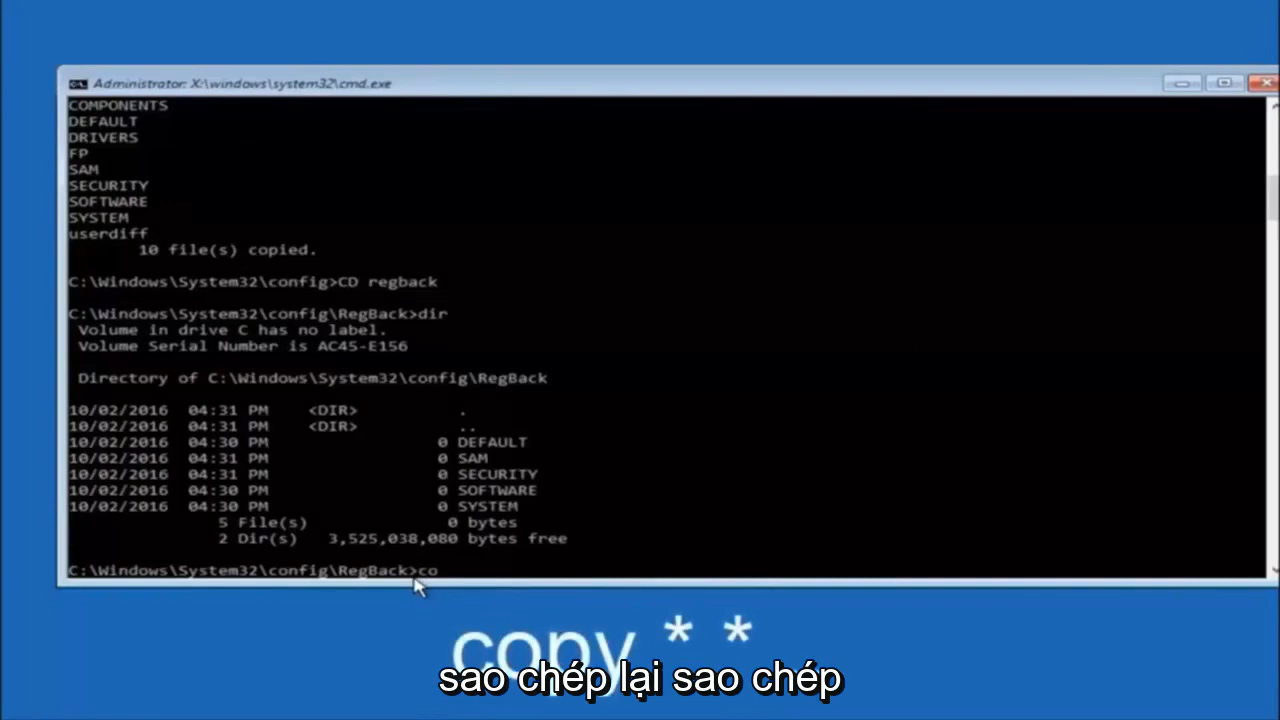 Administrator: X:\windows\system32\cmd.exe
COMPONENTS
DEFAULT
DRIVERS
FP
SAM
SECURITY
SOFTWARE
SYSTEM
userdiff
10 file(s) copied.
C:\Windows\System32\config>CD regback
C:\Windows\System32\config\RegBack>dir
Volume in drive C has no label.
Volume Serial Number is AC45-E156
Directory of C:\Windows\System32\config\RegBack
10/02/2016 04:31 PM <DIR> .
10/02/2016 04:31 PM <DIR> ..
10/02/2016 04:30 PM 0 DEFAULT
10/02/2016 04:31 PM 0 SAM
10/02/2016 04:31 PM 0 SECURITY
10/02/2016 04:30 PM 0 SOFTWARE
10/02/2016 04:30 PM 0 SYSTEM
5 File(s) 0 bytes
2 Dir(s) 3,525,038,080 bytes free
C:\Windows\System32\config\RegBack>co
copy * *
sao chép lại sao chép